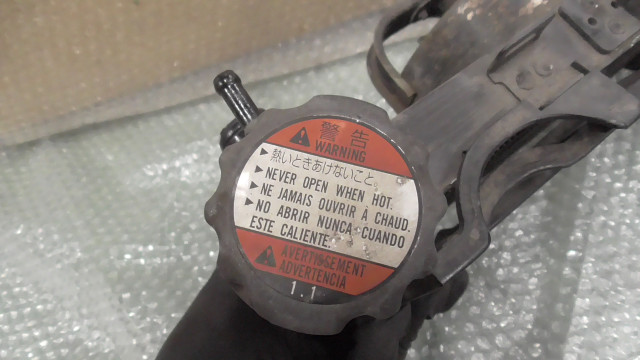 警告
WARNING
▶熱いときあけないこと。
▶NEVER OPEN WHEN HOT.
▶NE JAMAIS OUVRIR À CHAUD.
▶NO ABRIR NUNCA CUANDO
ESTE CALIENTE.
AVERTISSEMENT
ADVERTENCIA
1.1